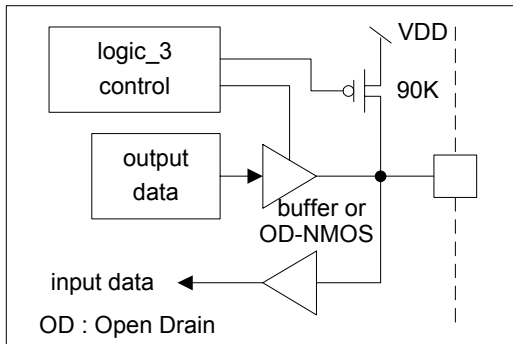 logic_3
control
VDD
90K
output
data
buffer or
OD-NMOS
input data
OD : Open Drain